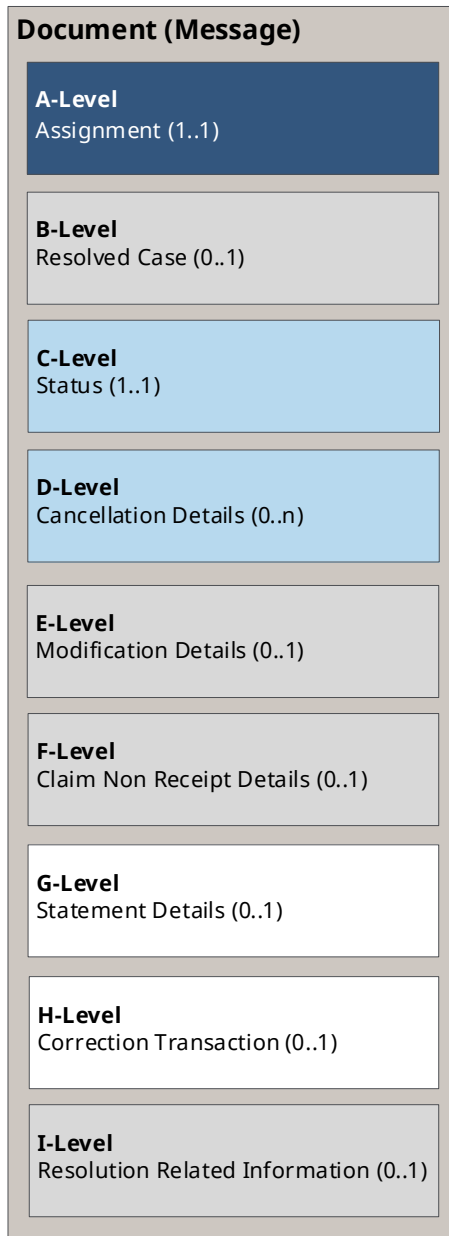 Document (Message)
A-Level
Assignment (1..1)
B-Level
Resolved Case (0..1)
C-Level
Status (1..1)
D-Level
Cancellation Details (0..n)
E-Level
Modification Details (0..1)
F-Level
Claim Non Receipt Details (0..1)
G-Level
Statement Details (0..1)
H-Level
Correction Transaction (0..1)
I-Level
Resolution Related Information (0..1)